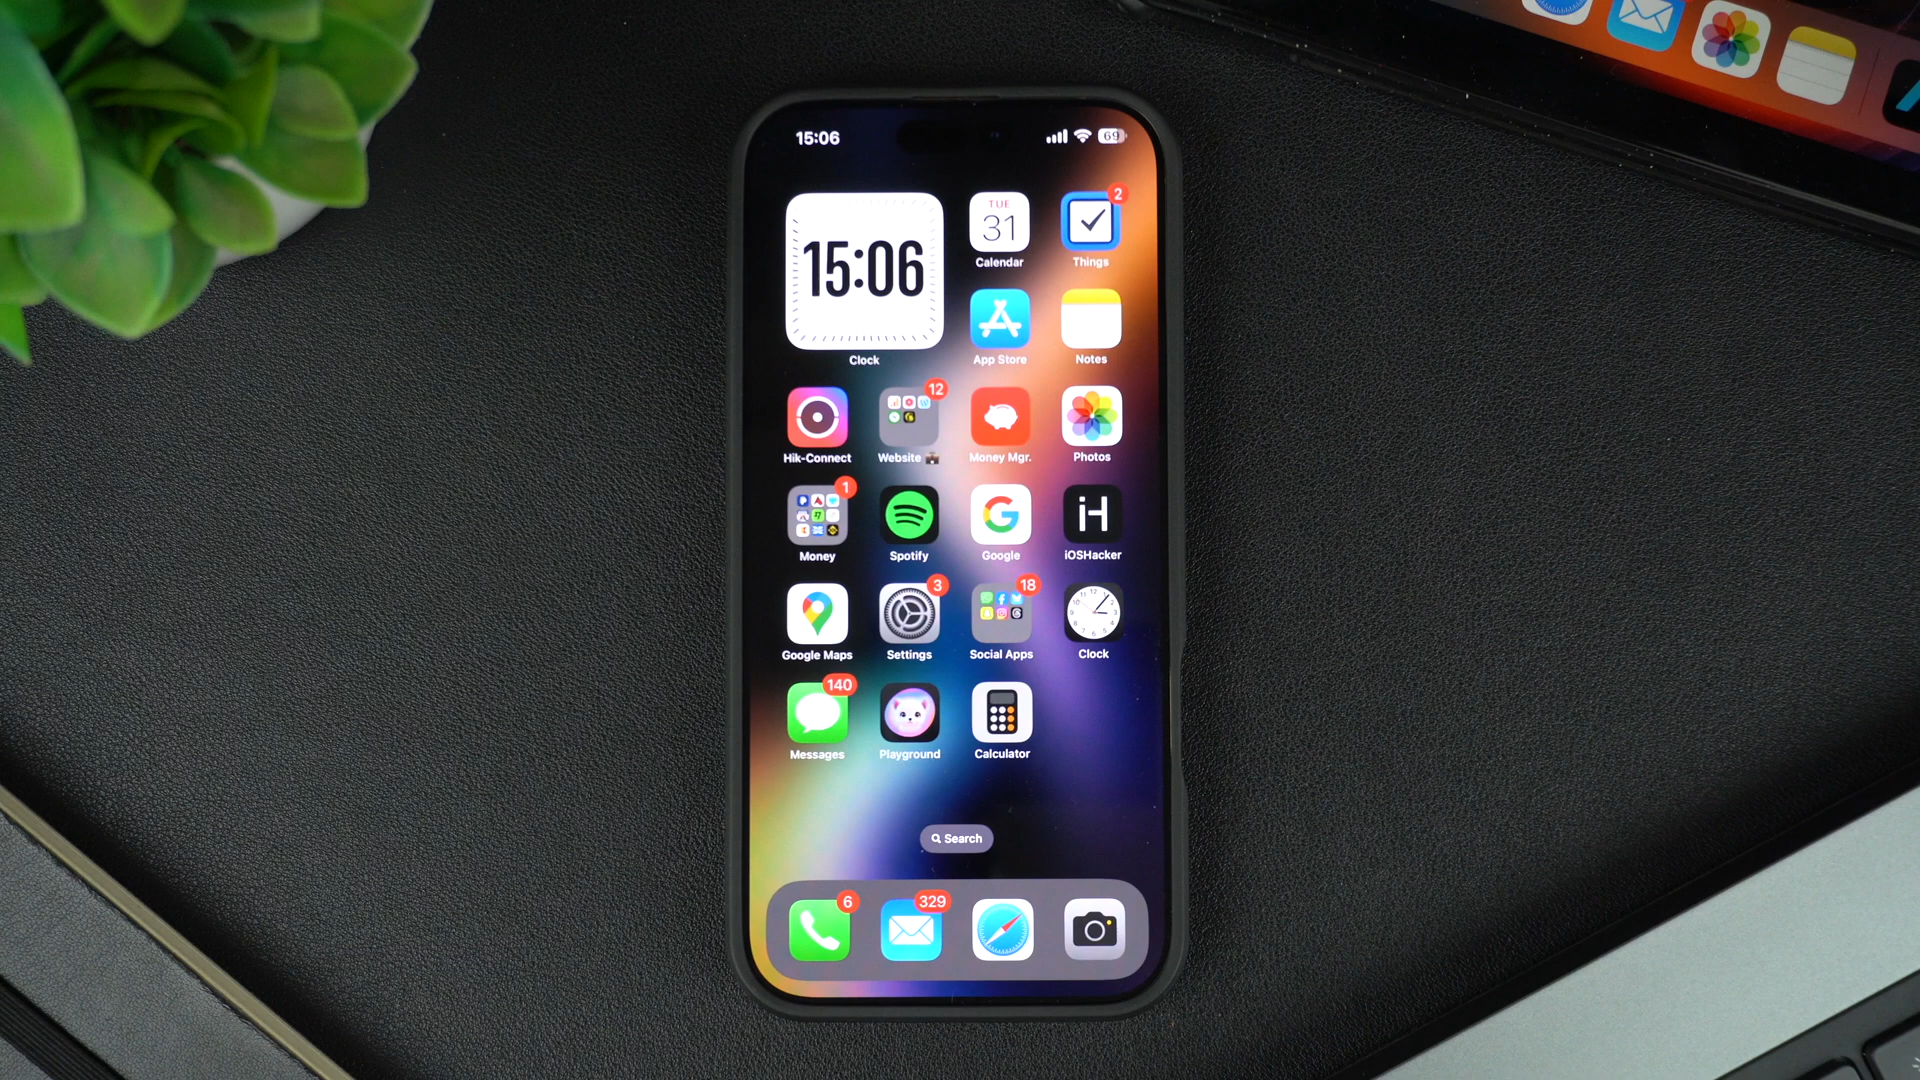 15:06
69
2
TUE
31
15:06
Calendar
Things
Clock
App Store
Notes
12
Hik-Connect
Website
Money Mgr.
Photos
1
iH
Money
Spotify
Google
iOSHacker
3
18
Google Maps
Settings
Social Apps
Clock
140
Messages
Playground
Calculator
Search
6
329